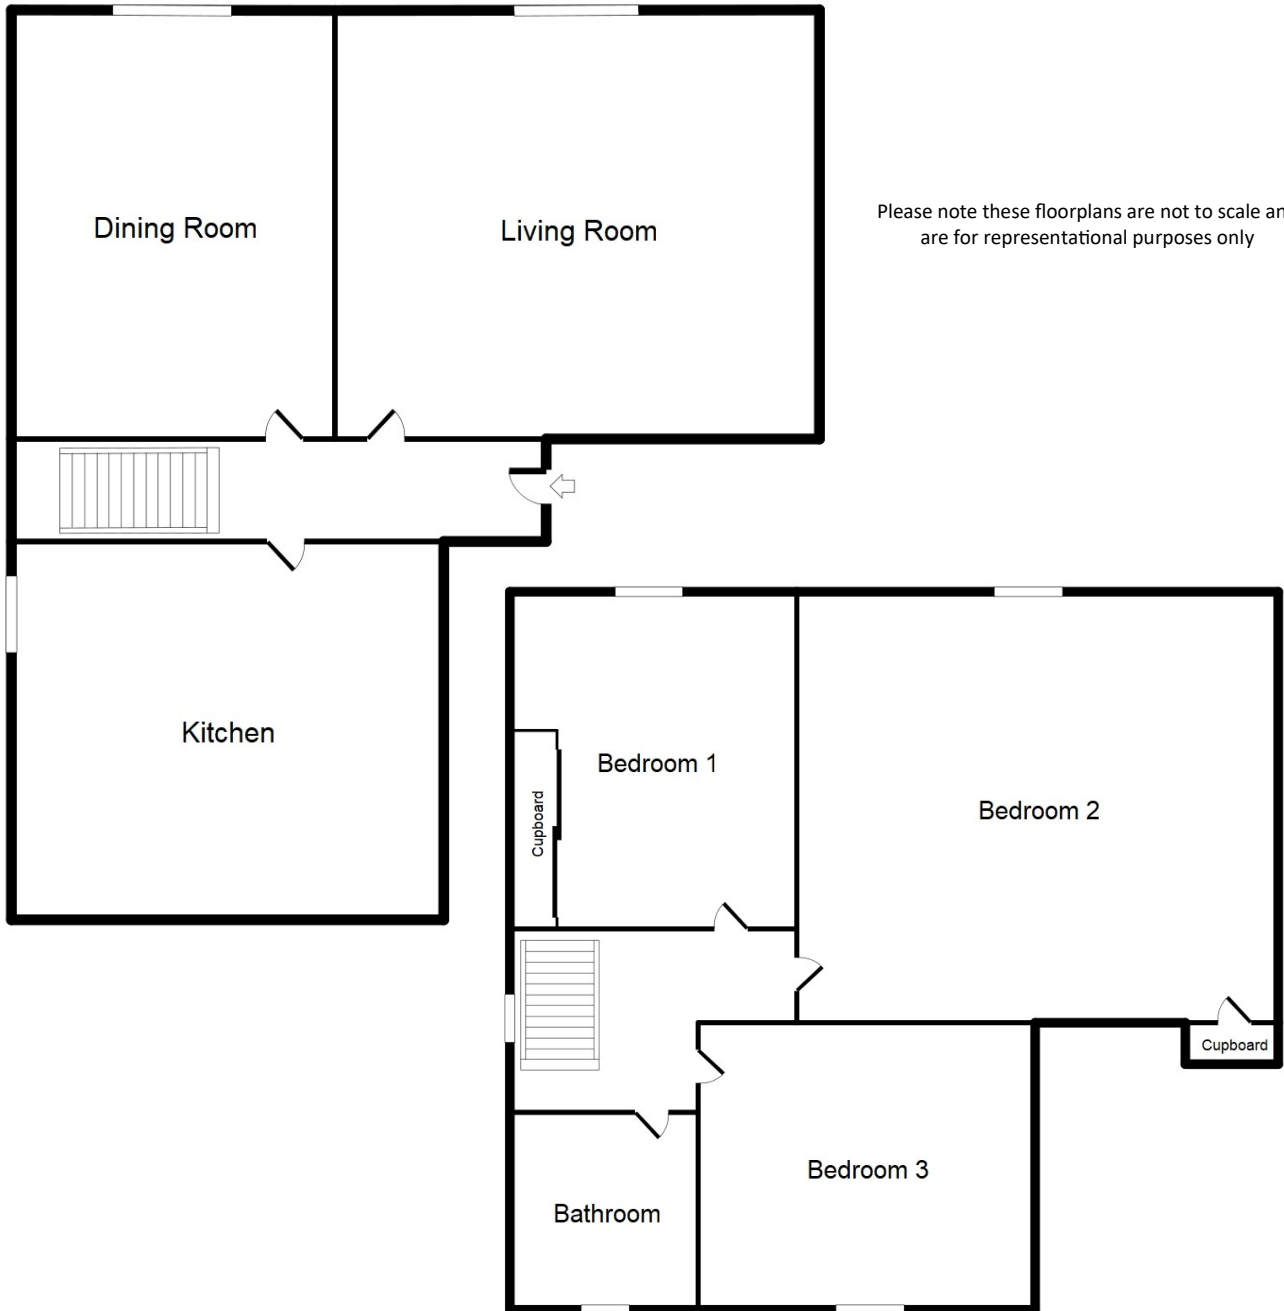 Dining Room
Living Room
Please note these floorplans are not to scale an
are for representational purposes only
Kitchen
Bedroom 1
Cupboard
Bedroom 2
Cupboard
Bedroom 3
Bathroom